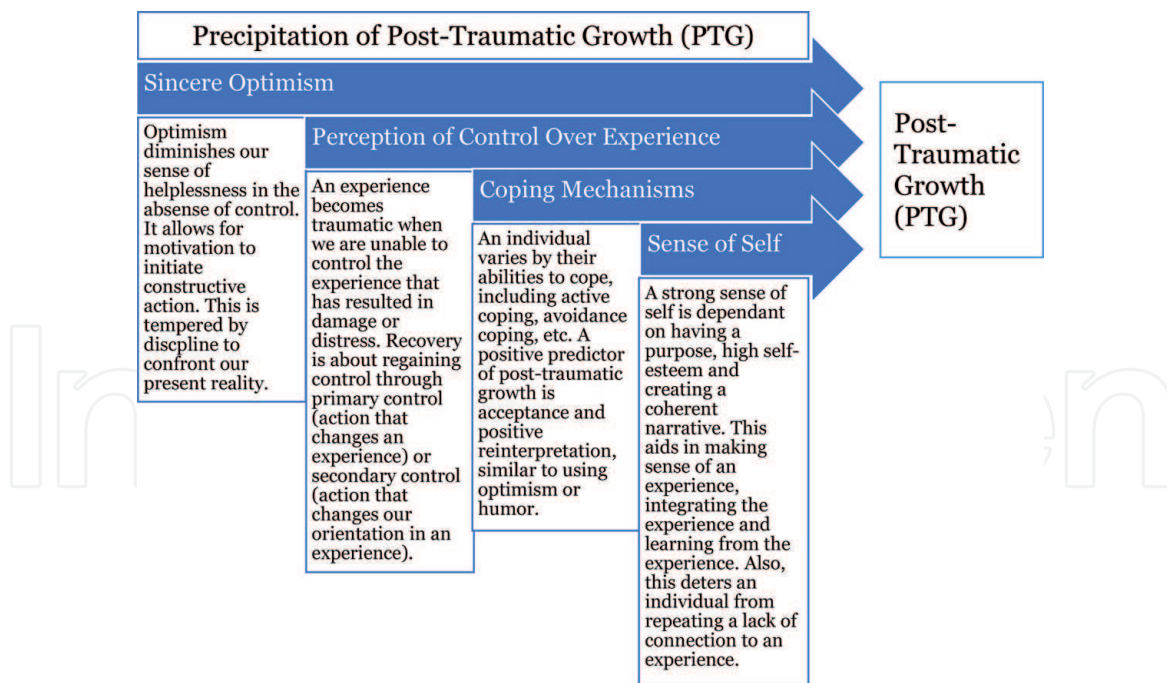 Precipitation of Post-Traumatic Growth (PTG)
Sincere Optimism
Optimism
diminishes our
sense of
helplessness in the
absense of control.
It allows for
motivation to
initiate
constructive
action. This is
tempered by
discpline to
confront our
present reality.
Perception of Control Over Experience
An experience
becomes
traumatic when
we are unable to
control the
experience that
has resulted in
damage or
distress. Recovery
is about regaining
control through
primary control
(action that
changes an
experience) or
secondary control
(action that
changes our
orientation in an
experience).
Coping Mechanisms
An individual
varies by their
abilities to cope,
including active
coping, avoidance
coping, etc. A
positive predictor
of post-traumatic
growth is
acceptance and
positive
reinterpretation,
similar to using
optimism or
humor.
Sense of Self
A strong sense of
self is dependant
on having a
purpose, high self-
esteem and
creating a
coherent
narrative. This
aids in making
sense of an
experience,
integrating the
experience and
learning from the
experience. Also,
this deters an
individual from
repeating a lack of
connection to an
experience.
Post-
Traumatic
Growth
(PTG)